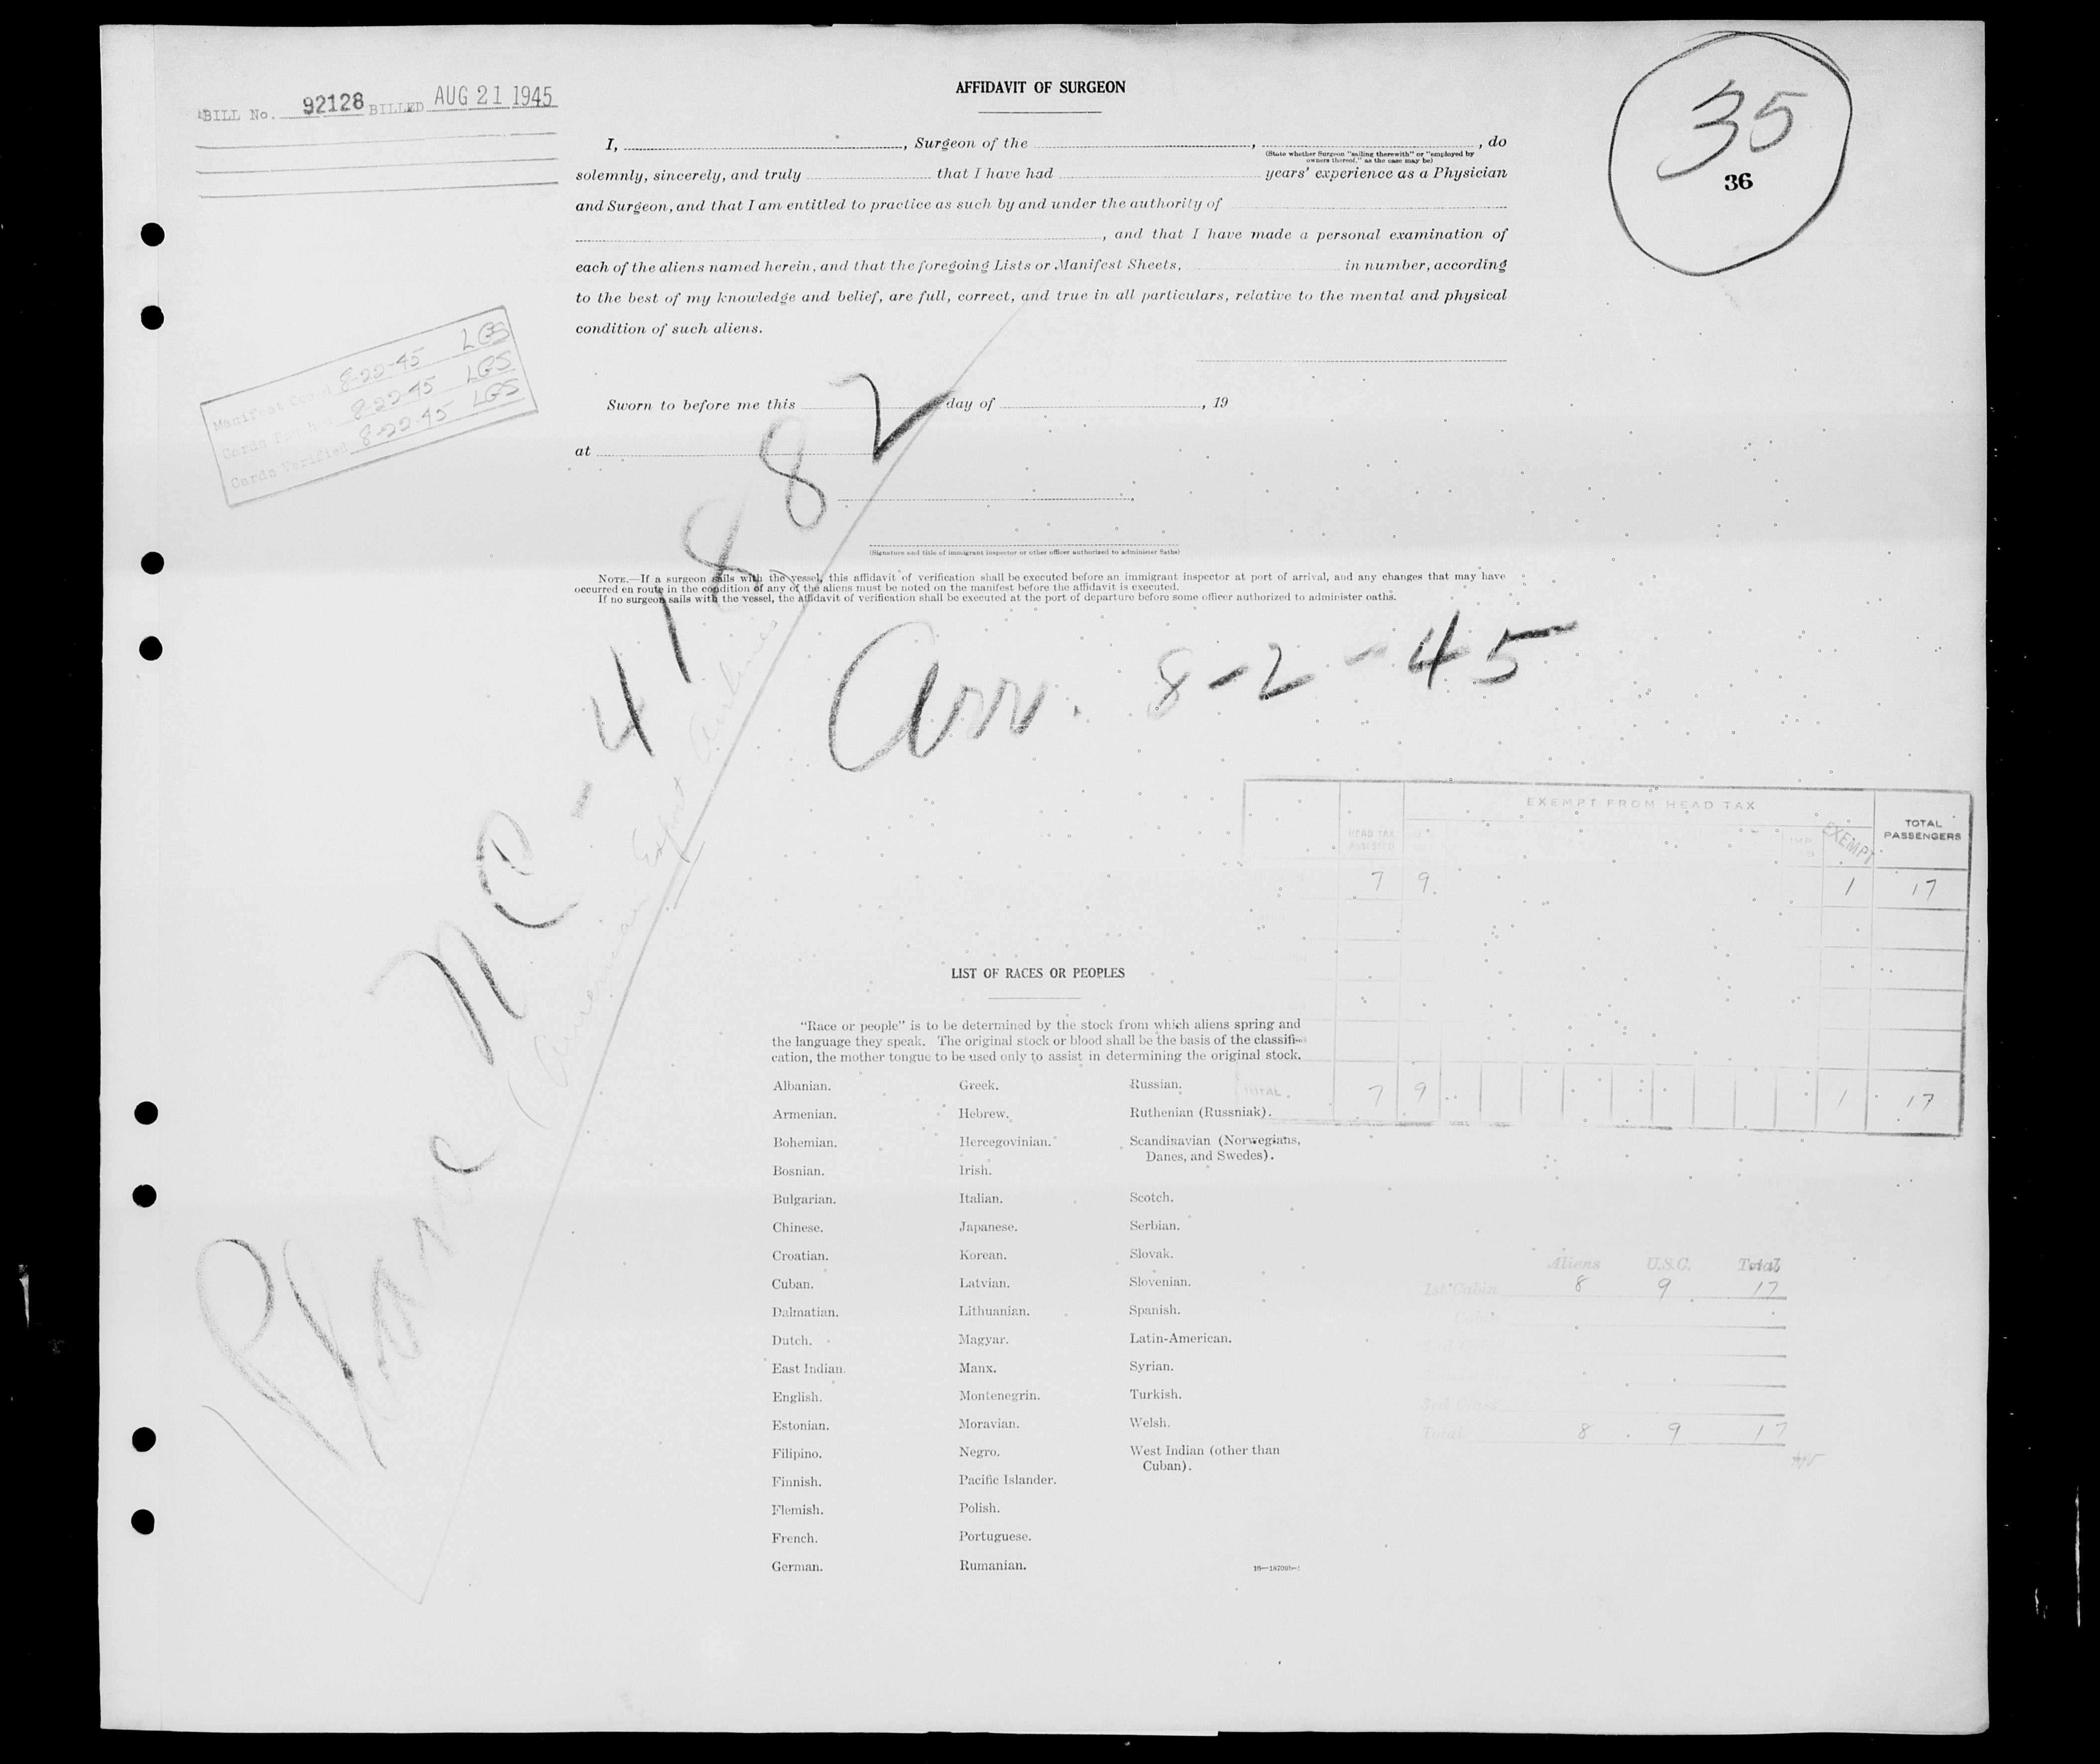 BILL No. 92128 BILLED AUG 21 1945
AFFIDAVIT OF SURGEON
35
36
I, , Surgeon of the , , do
(State whether Surgeon "sailing therewith" or "employed by
owners thereof," as the case may be)
solemnly, sincerely, and truly that I have had years' experience as a Physician
and Surgeon, and that I am entitled to practice as such by and under the authority of
, and that I have made a personal examination of
each of the aliens named herein, and that the foregoing Lists or Manifest Sheets, in number, according
to the best of my knowledge and belief, are full, correct, and true in all particulars, relative to the mental and physical
condition of such aliens.
Manifest 8-22-45 LGS
Cards 8-22-45 LGS
Cards Verified 8-22-45 LGS
Sworn to before me this day of , 19
at
(Signature and title of immigrant inspector or other officer authorized to administer oaths)
NOTE.—If a surgeon sails with the vessel, this affidavit of verification shall be executed before an immigrant inspector at port of arrival, and any changes that may have
occurred en route in the condition of any of the aliens must be noted on the manifest before the affidavit is executed.
If no surgeon sails with the vessel, the affidavit of verification shall be executed at the port of departure before some officer authorized to administer oaths.
Plane NC-41882
(American Export Airlines
Arr. 8-2-45
EXEMPT FROM HEAD TAX
HEAD TAX ASSESSED
EXEMPT
TOTAL PASSENGERS
7 9 1 17
TOTAL 7 9 1 17
LIST OF RACES OR PEOPLES
"Race or people" is to be determined by the stock from which aliens spring and
the language they speak. The original stock or blood shall be the basis of the classifi-
cation, the mother tongue to be used only to assist in determining the original stock.
Albanian. Greek. Russian.
Armenian. Hebrew. Ruthenian (Russniak).
Bohemian. Hercegovinian. Scandinavian (Norwegians,
Danes, and Swedes).
Bosnian. Irish.
Bulgarian. Italian. Scotch.
Chinese. Japanese. Serbian.
Croatian. Korean. Slovak.
Cuban. Latvian. Slovenian.
Dalmatian. Lithuanian. Spanish.
Dutch. Magyar. Latin-American.
East Indian. Manx. Syrian.
English. Montenegrin. Turkish.
Estonian. Moravian. Welsh.
Filipino. Negro. West Indian (other than
Cuban).
Finnish. Pacific Islander.
Flemish. Polish.
French. Portuguese.
German. Rumanian.
Aliens U.S.C. Total
1st Cabin 8 9 17
Cabin
3rd Class
Total 8 9 17